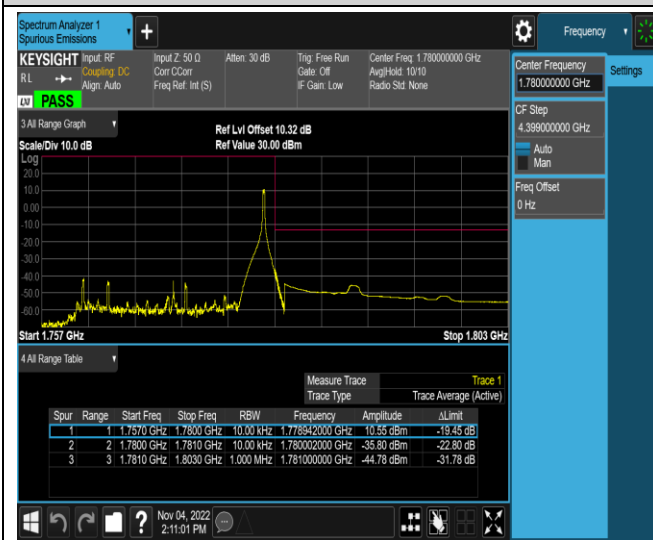 Spectrum Analyzer 1
Spurious Emissions
+
Frequency
KEYSIGHT Input: RF Input Z: 50 Ω Atten: 30 dB Trig: Free Run Center Freq: 1.780000000 GHz
RL Coupling: DC Corr CCorr Gate: Off Avg|Hold: 10/10
Align: Auto Freq Ref: Int (S) IF Gain: Low Radio Std: None
LXI PASS
Center Frequency
1.780000000 GHz
Settings
CF Step
4.399000000 GHz
Auto
Man
Freq Offset
0 Hz
3 All Range Graph
Ref Lvl Offset 10.32 dB
Scale/Div 10.0 dB Ref Value 30.00 dBm
Log
20.0
10.0
0.00
-10.0
-20.0
-30.0
-40.0
-50.0
-60.0
Start 1.757 GHz Stop 1.803 GHz
4 All Range Table
Measure Trace Trace 1
Trace Type Trace Average (Active)
Spur Range Start Freq Stop Freq RBW Frequency Amplitude ΔLimit
1 1 1.7570 GHz 1.7800 GHz 10.00 kHz 1.778942000 GHz 10.55 dBm -19.45 dB
2 2 1.7800 GHz 1.7810 GHz 10.00 kHz 1.780002000 GHz -35.80 dBm -22.80 dB
3 3 1.7810 GHz 1.8030 GHz 1.000 MHz 1.781000000 GHz -44.78 dBm -31.78 dB
? Nov 04, 2022
2:11:01 PM